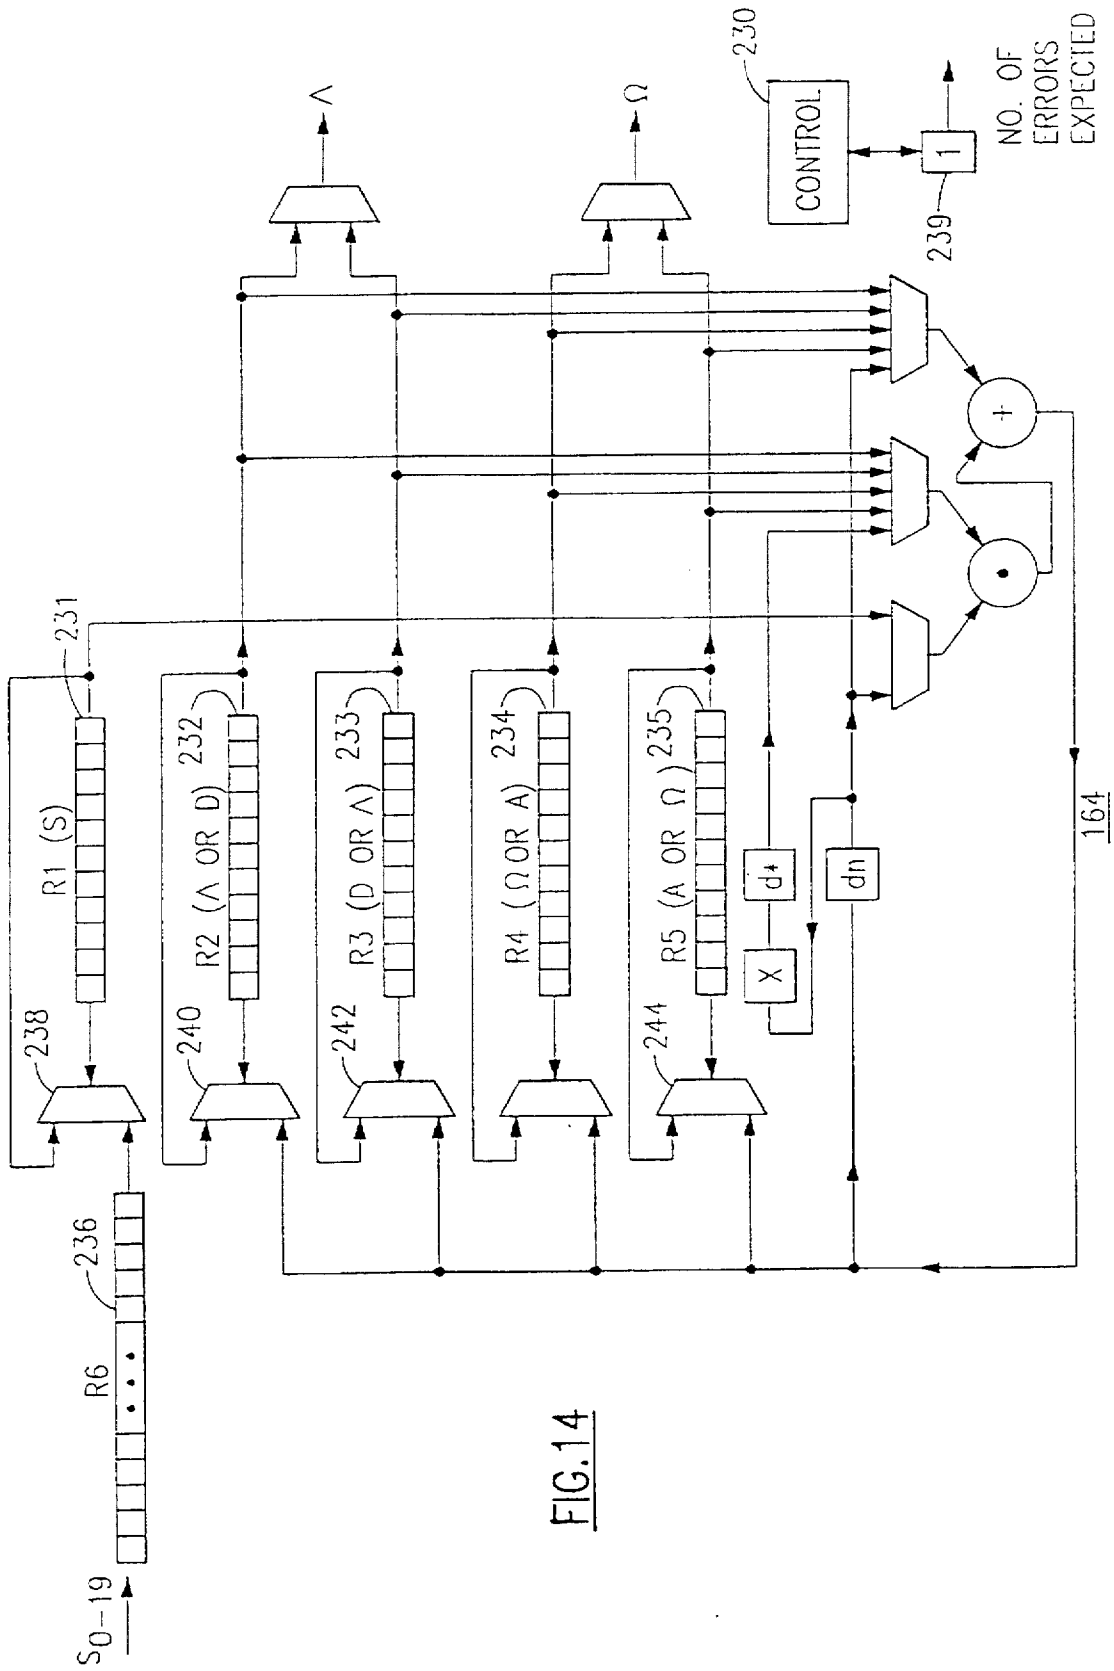 S0-19
R6
236
238
R1 (S)
231
240
R2 (Λ OR D)
232
242
R3 (D OR Λ)
233
R4 (Ω OR A)
234
244
R5 (A OR Ω)
235
X
d*
dn
Λ
Ω
230
CONTROL
1
239
NO. OF
ERRORS
EXPECTED
+
•
164
FIG.14